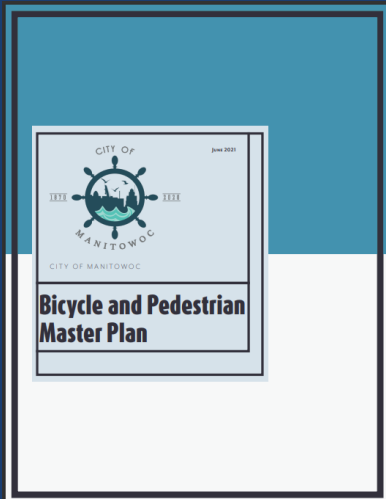 CITY OF
June 2021
1870 2020
MANITOWOC
CITY OF MANITOWOC
Bicycle and Pedestrian
Master Plan